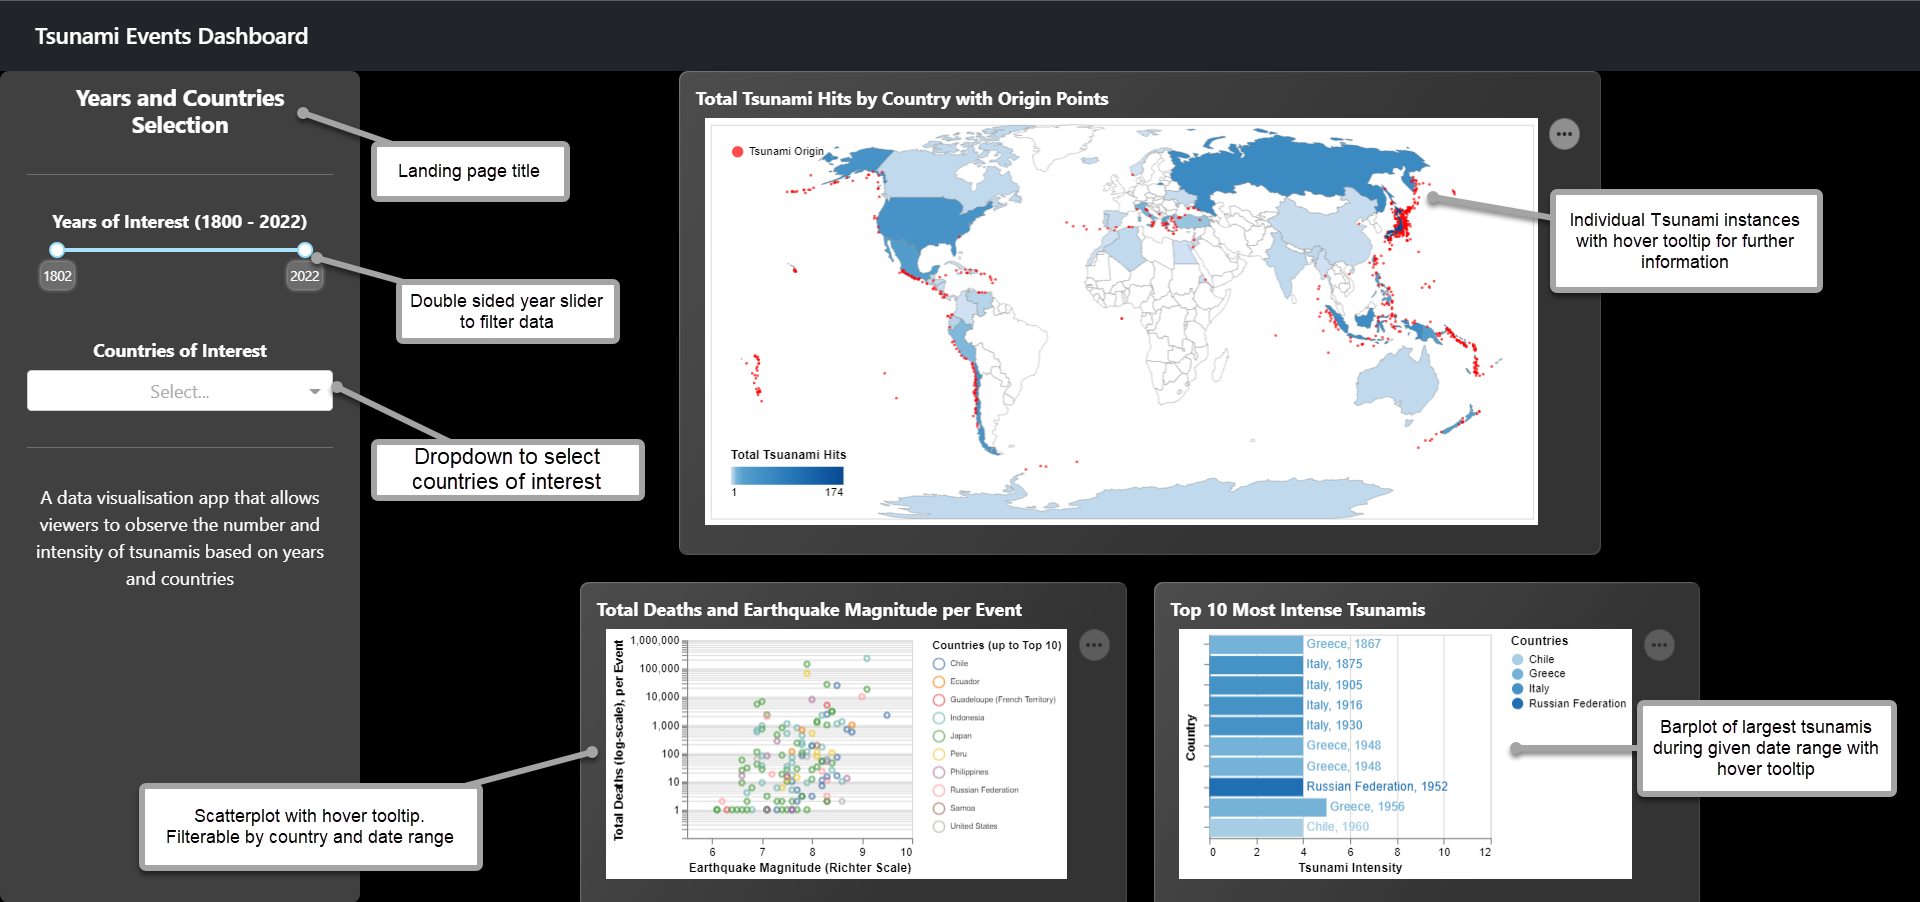 Tsunami Events Dashboard
Years and Countries
Selection
Landing page title
Years of Interest (1800 - 2022)
1802
2022
Double sided year slider
to filter data
Countries of Interest
Select...
Dropdown to select
countries of interest
A data visualisation app that allows
viewers to observe the number and
intensity of tsunamis based on years
and countries
Total Tsunami Hits by Country with Origin Points
Tsunami Origin
Total Tsuanami Hits
1
174
Individual Tsunami instances
with hover tooltip for further
information
Total Deaths and Earthquake Magnitude per Event
Total Deaths (log-scale), per Event
1,000,000
100,000
10,000
1,000
100
10
1
6
7
8
9
10
Earthquake Magnitude (Richter Scale)
Countries (up to Top 10)
Chile
Ecuador
Guadeloupe (French Territory)
Indonesia
Japan
Peru
Philippines
Russian Federation
Samoa
United States
Scatterplot with hover tooltip.
Filterable by country and date range
Top 10 Most Intense Tsunamis
Country
Greece, 1867
Italy, 1875
Italy, 1905
Italy, 1916
Italy, 1930
Greece, 1948
Greece, 1948
Russian Federation, 1952
Greece, 1956
Chile, 1960
0
2
4
6
8
10
12
Tsunami Intensity
Countries
Chile
Greece
Italy
Russian Federation
Barplot of largest tsunamis
during given date range with
hover tooltip